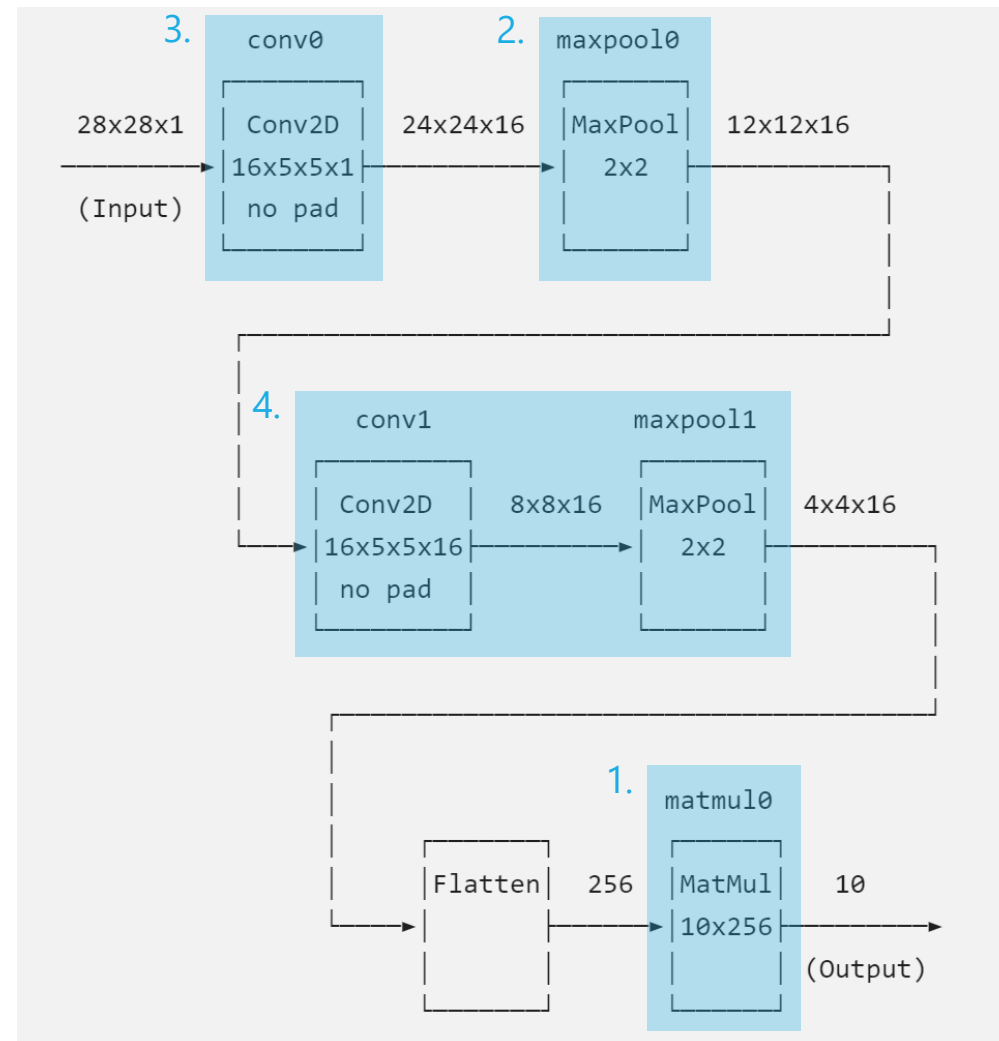 3. conv0 2. maxpool0
28x28x1 Conv2D 24x24x16 MaxPool 12x12x16
16x5x5x1 2x2
(Input) no pad
4. conv1 maxpool1
Conv2D 8x8x16 MaxPool 4x4x16
16x5x5x16 2x2
no pad
1. matmul0
Flatten 256 MatMul 10
10x256
(Output)